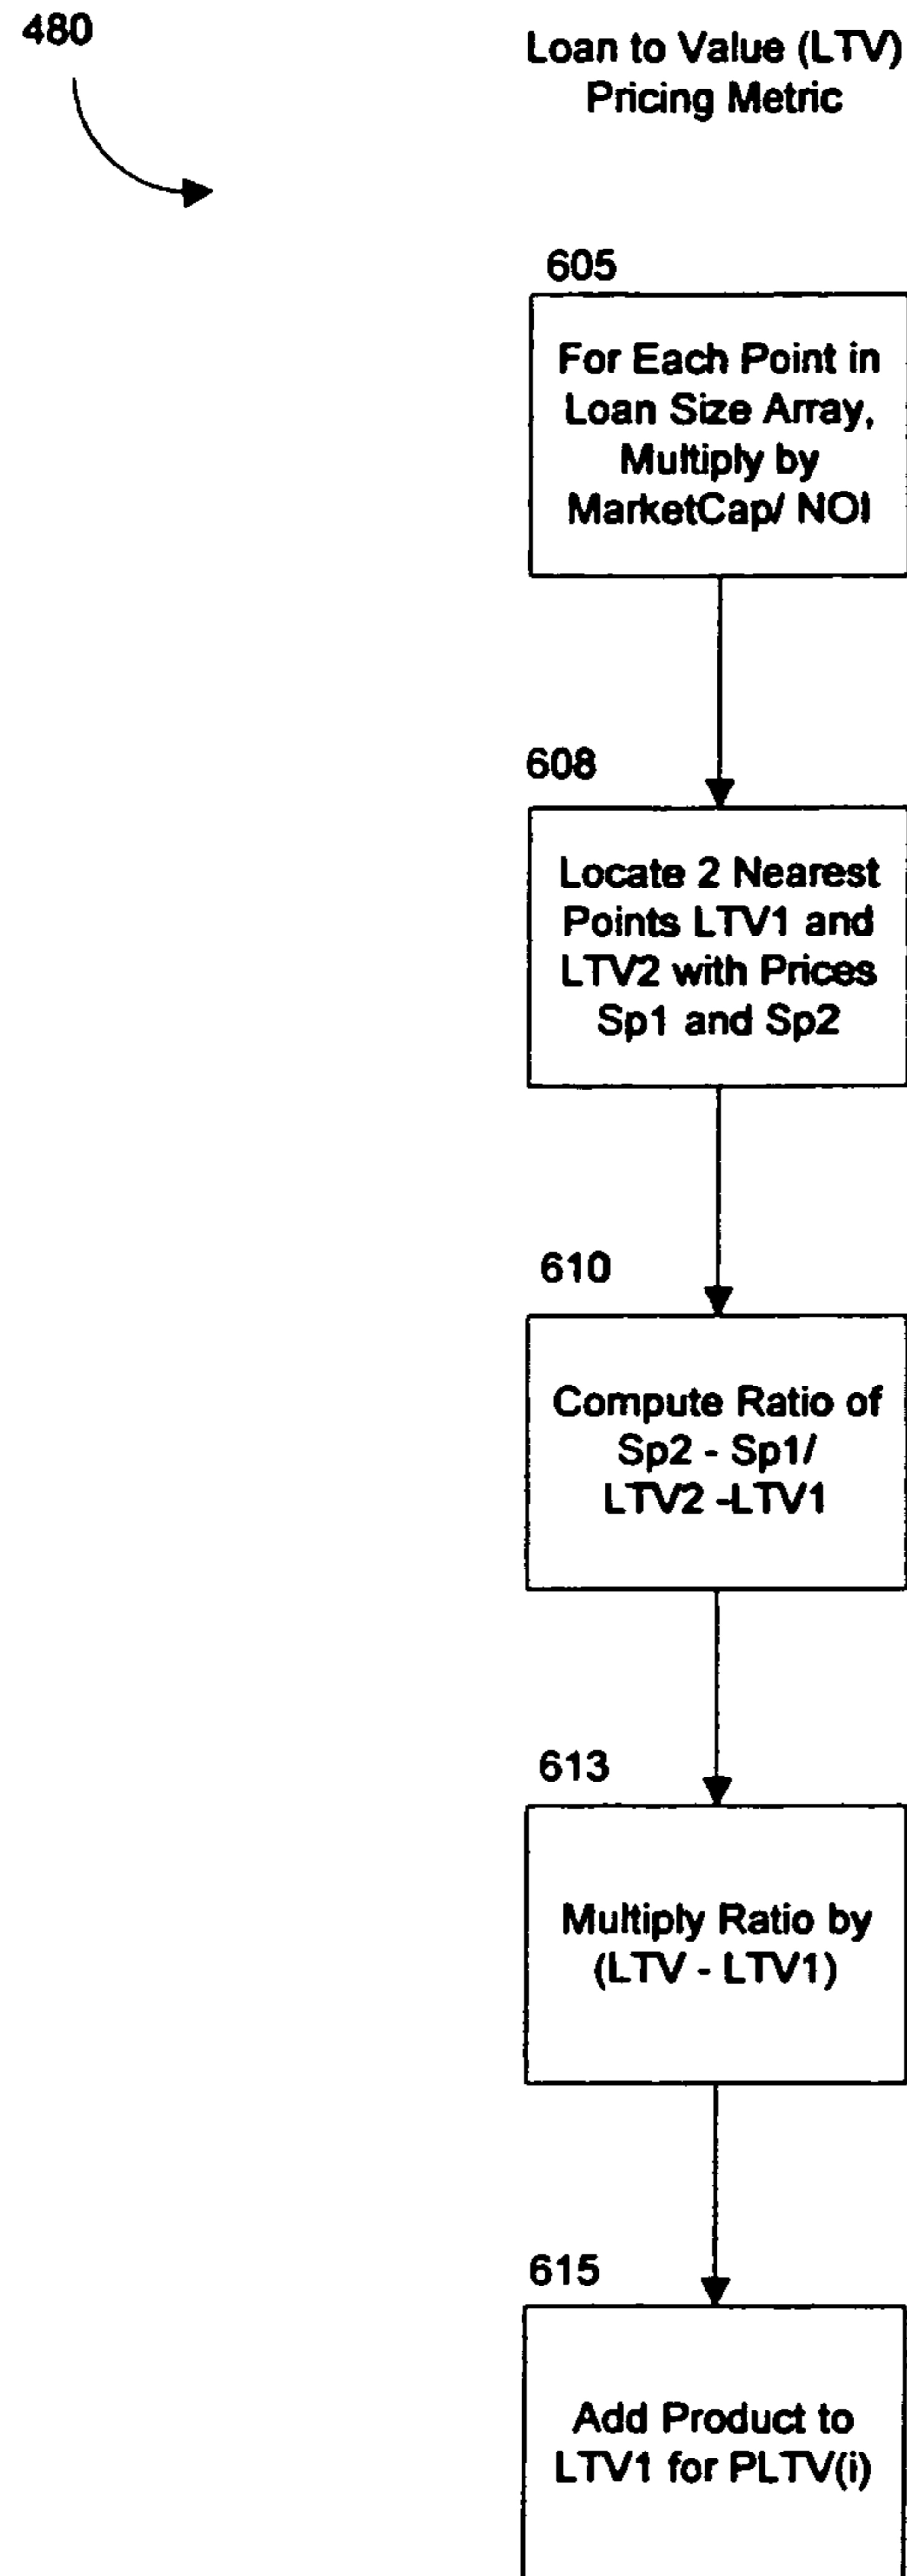 480
Loan to Value (LTV)
Pricing Metric
605
For Each Point in
Loan Size Array,
Multiply by
MarketCap/ NOI
608
Locate 2 Nearest
Points LTV1 and
LTV2 with Prices
Sp1 and Sp2
610
Compute Ratio of
Sp2 - Sp1/
LTV2 -LTV1
613
Multiply Ratio by
(LTV - LTV1)
615
Add Product to
LTV1 for PLTV(i)